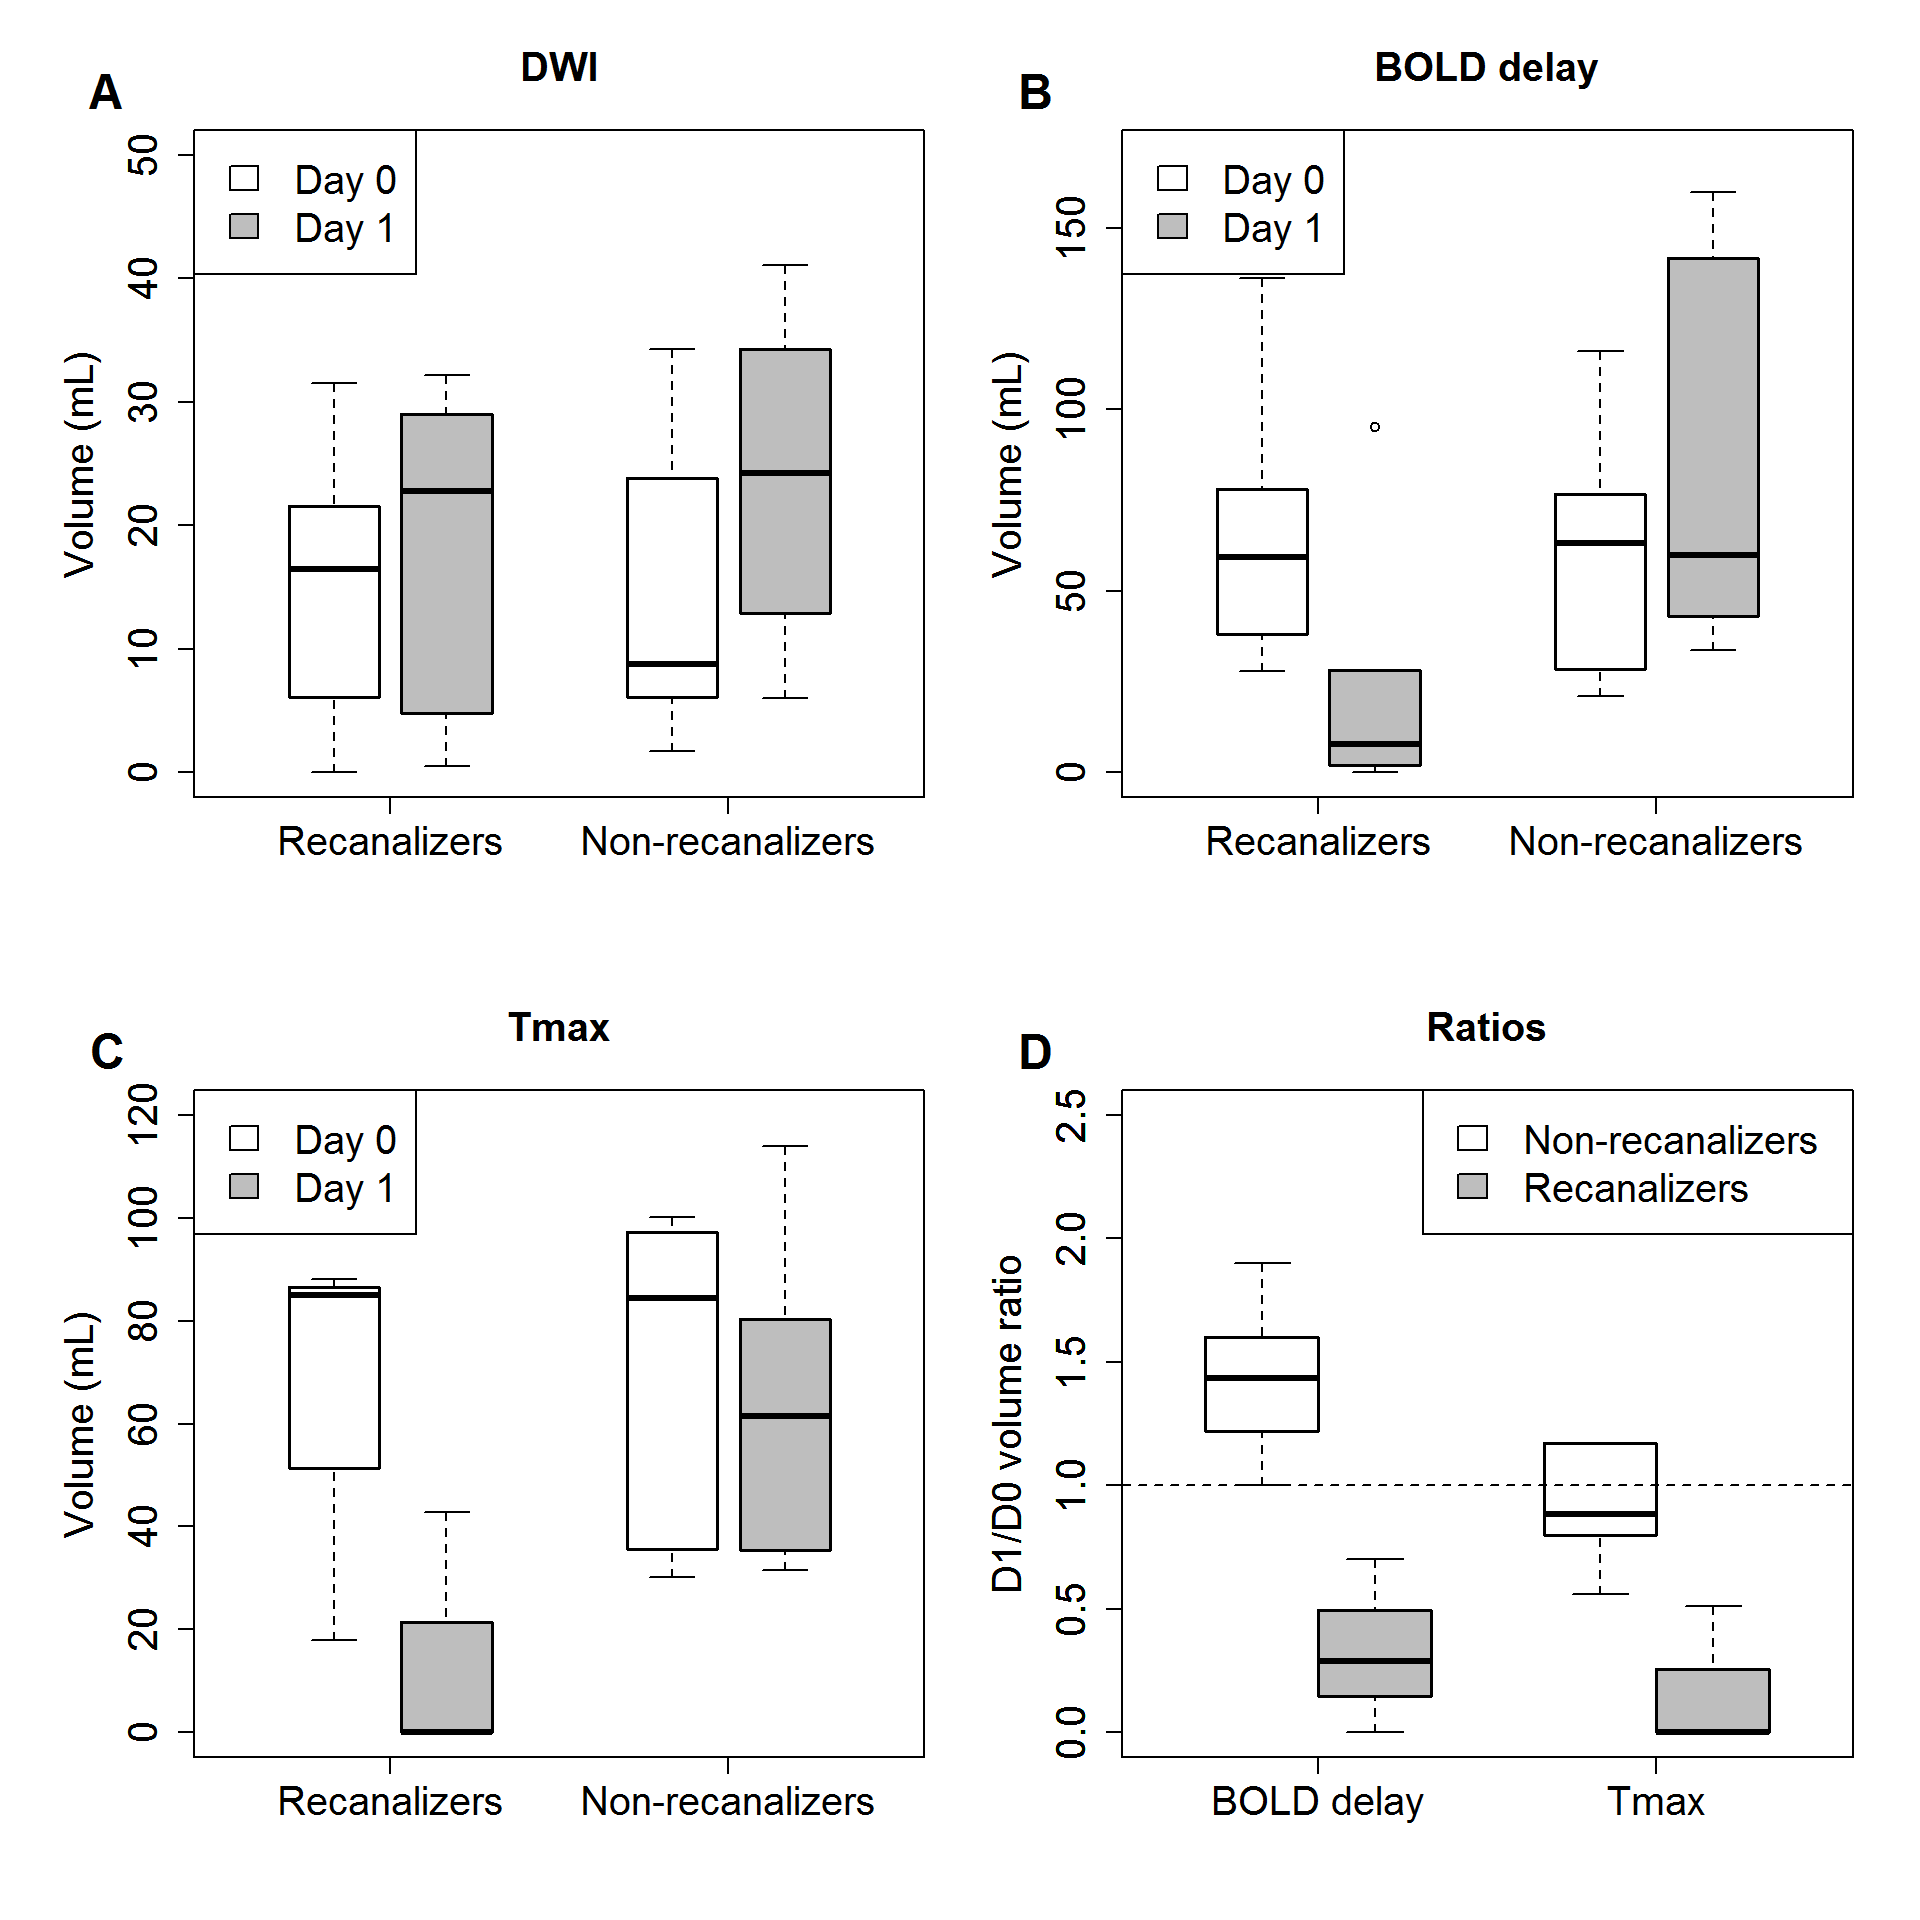 A
DWI
Day 0
Day 1
Volume (mL)
0
10
20
30
40
50
Recanalizers
Non-recanalizers
B
BOLD delay
Day 0
Day 1
Volume (mL)
0
50
100
150
Recanalizers
Non-recanalizers
C
Tmax
Day 0
Day 1
Volume (mL)
0
20
40
60
80
100
120
Recanalizers
Non-recanalizers
D
Ratios
Non-recanalizers
Recanalizers
D1/D0 volume ratio
0.0
0.5
1.0
1.5
2.0
2.5
BOLD delay
Tmax